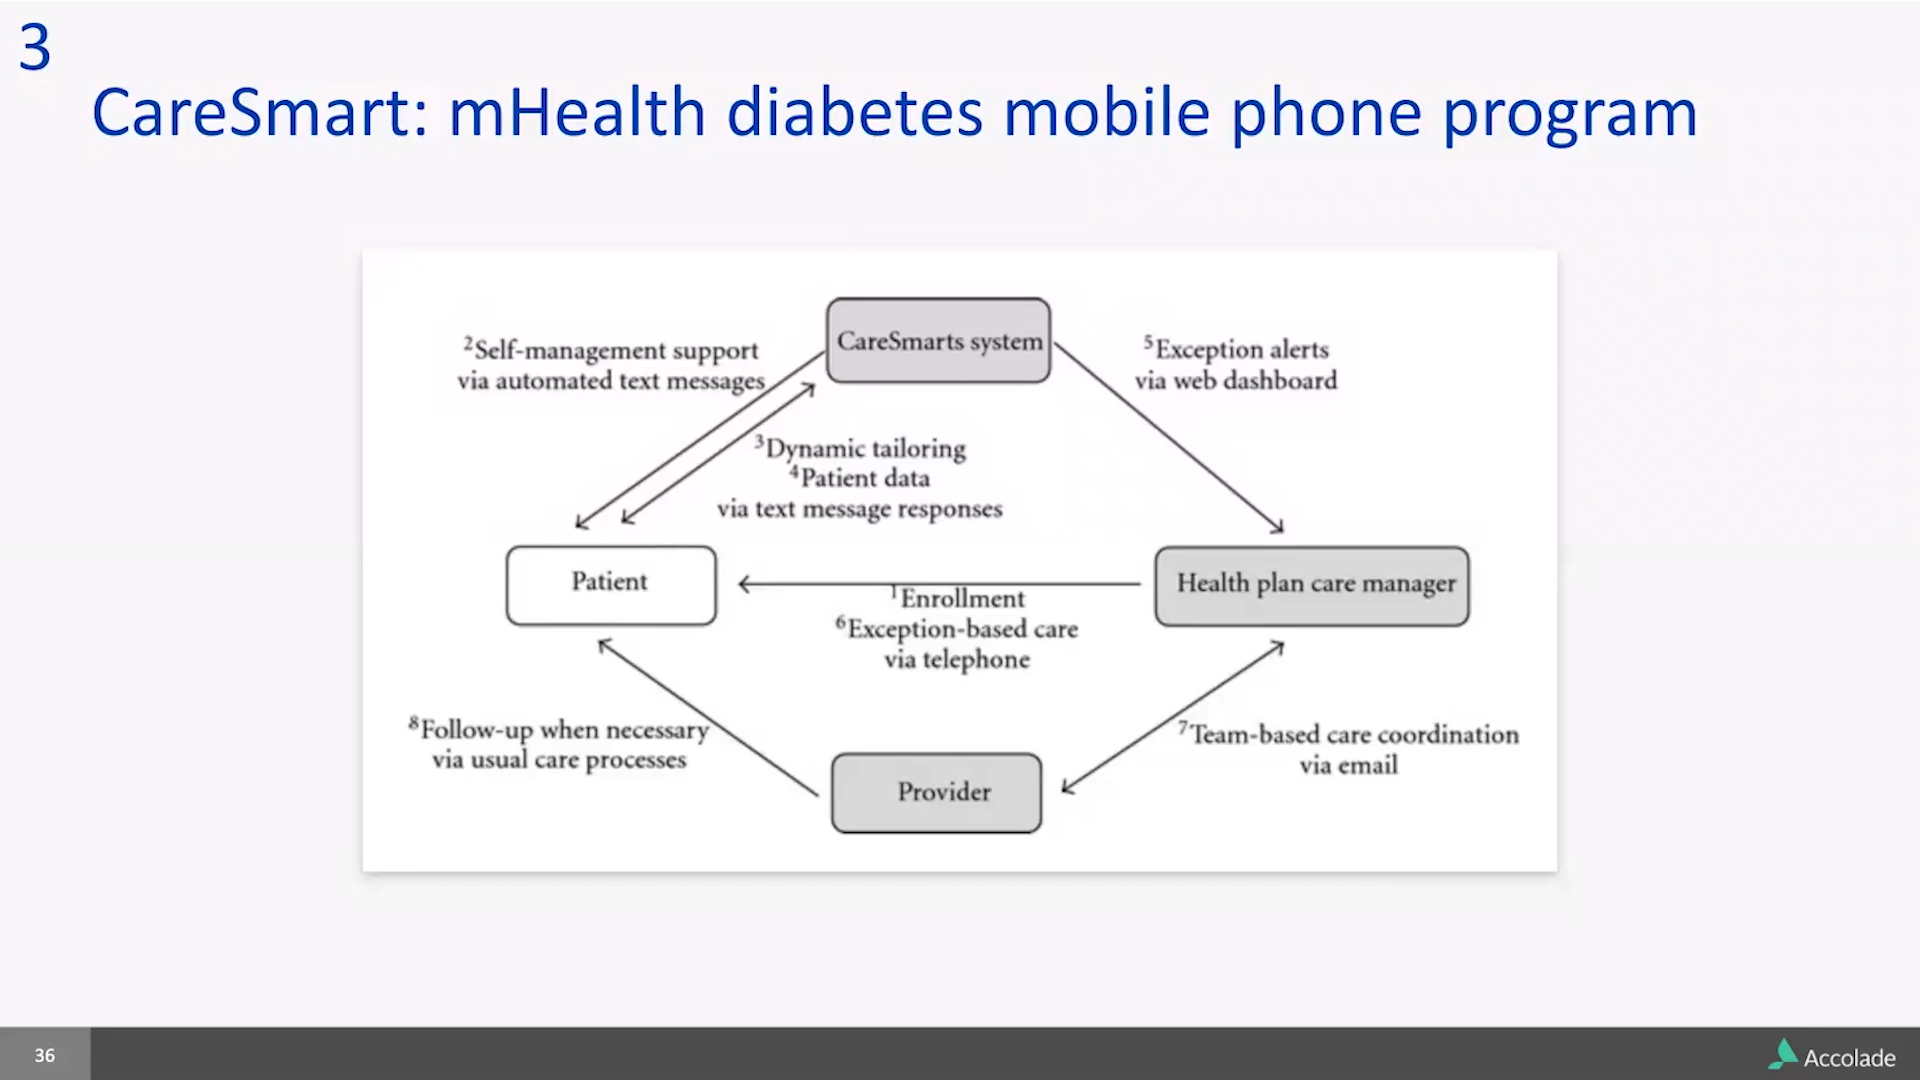 3
CareSmart: mHealth diabetes mobile phone program
CareSmarts system
²Self-management support
via automated text messages
⁵Exception alerts
via web dashboard
³Dynamic tailoring
⁴Patient data
via text message responses
Patient
Health plan care manager
¹Enrollment
⁶Exception-based care
via telephone
⁸Follow-up when necessary
via usual care processes
⁷Team-based care coordination
via email
Provider
36
Accolade